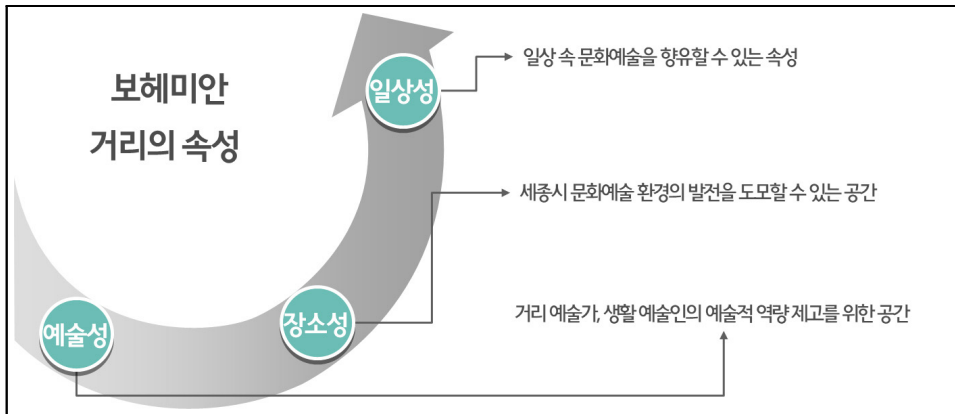 보헤미안
거리의 속성
일상성
일상 속 문화예술을 향유할 수 있는 속성
장소성
세종시 문화예술 환경의 발전을 도모할 수 있는 공간
예술성
거리 예술가, 생활 예술인의 예술적 역량 제고를 위한 공간